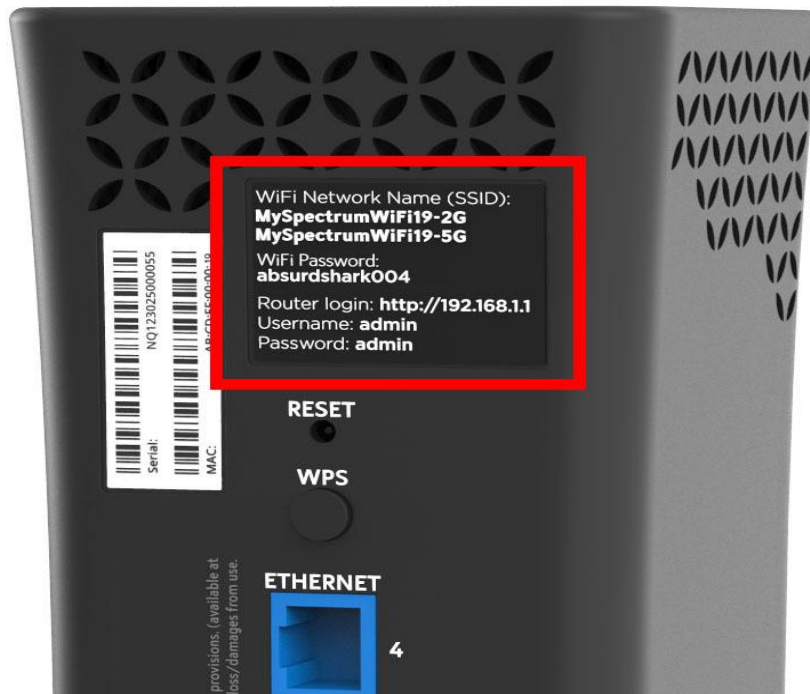 WiFi Network Name (SSID):
MySpectrumWiFi19-2G
MySpectrumWiFi19-5G
WiFi Password:
absurdshark004
Router login: http://192.168.1.1
Username: admin
Password: admin
Serial:
NQ123025000055
MAC:
RESET
WPS
ETHERNET
4
provisions. (available at
loss/damages from use.